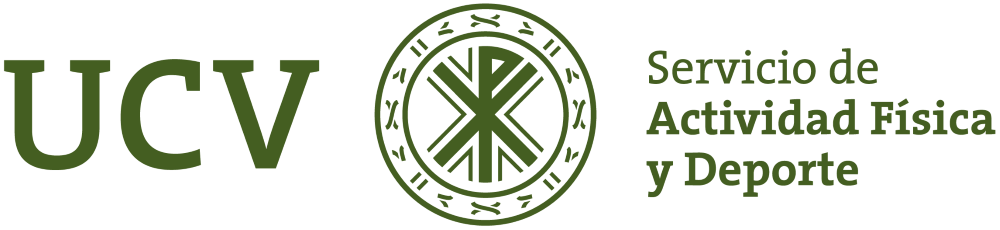 UCV
Servicio de
Actividad Física
y Deporte